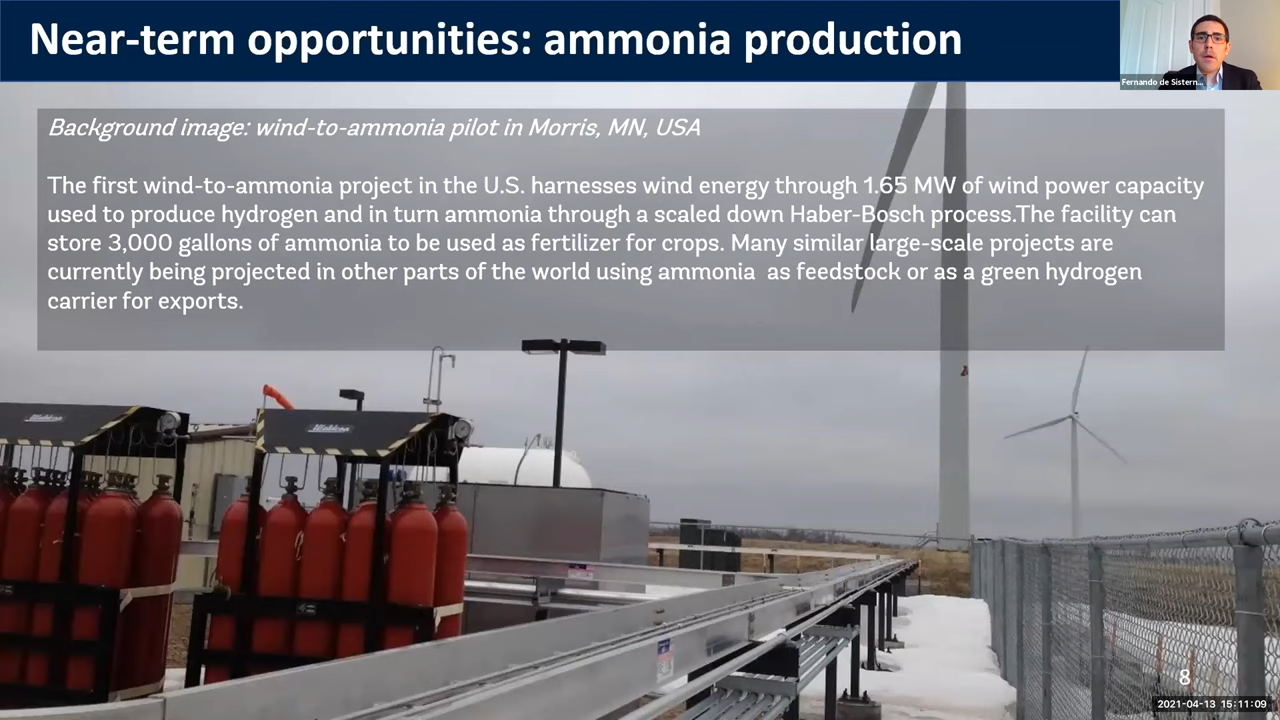 Near-term opportunities: ammonia production
Fernando de Sistern...
Background image: wind-to-ammonia pilot in Morris, MN, USA
The first wind-to-ammonia project in the U.S. harnesses wind energy through 1.65 MW of wind power capacity
used to produce hydrogen and in turn ammonia through a scaled down Haber-Bosch process.The facility can
store 3,000 gallons of ammonia to be used as fertilizer for crops. Many similar large-scale projects are
currently being projected in other parts of the world using ammonia  as feedstock or as a green hydrogen
carrier for exports.
8
2021-04-13 15:11:09